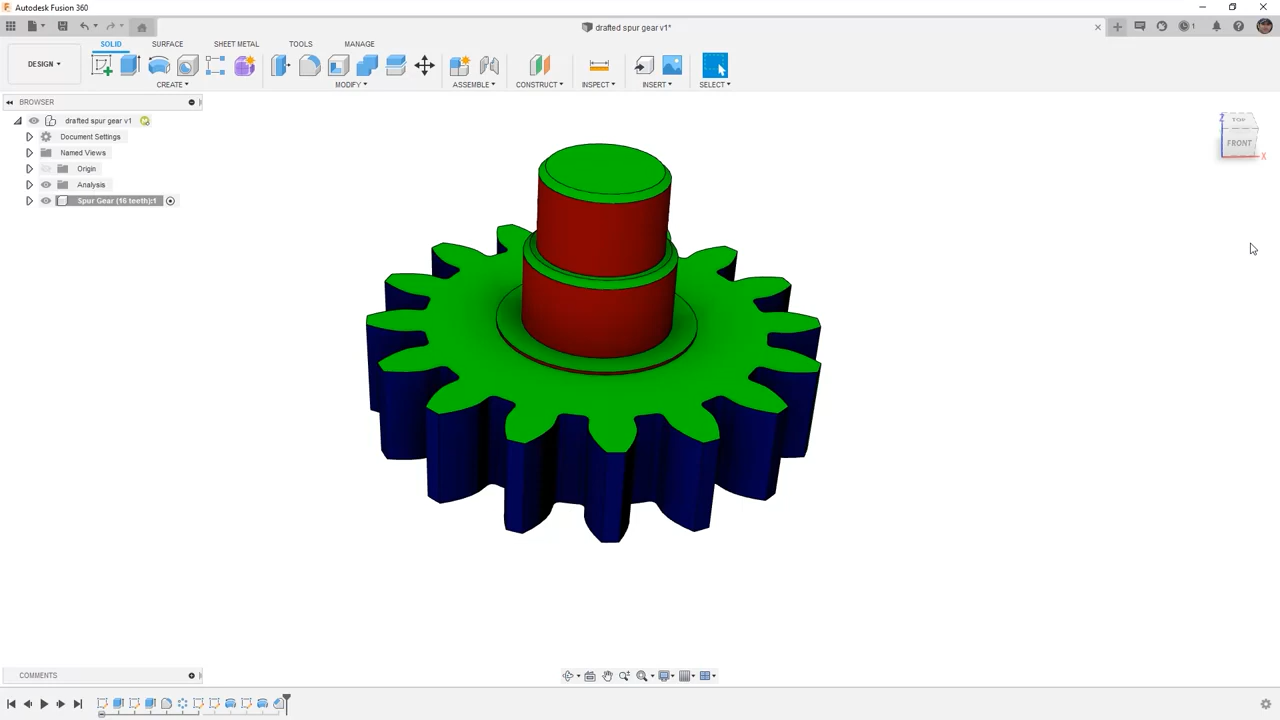 Autodesk Fusion 360
drafted spur gear v1*
1
DESIGN
SOLID
SURFACE
SHEET METAL
TOOLS
MANAGE
CREATE
MODIFY
ASSEMBLE
CONSTRUCT
INSPECT
INSERT
SELECT
BROWSER
drafted spur gear v1
Document Settings
Named Views
Origin
Analysis
Spur Gear (16 teeth):1
Z
TOP
FRONT
X
COMMENTS